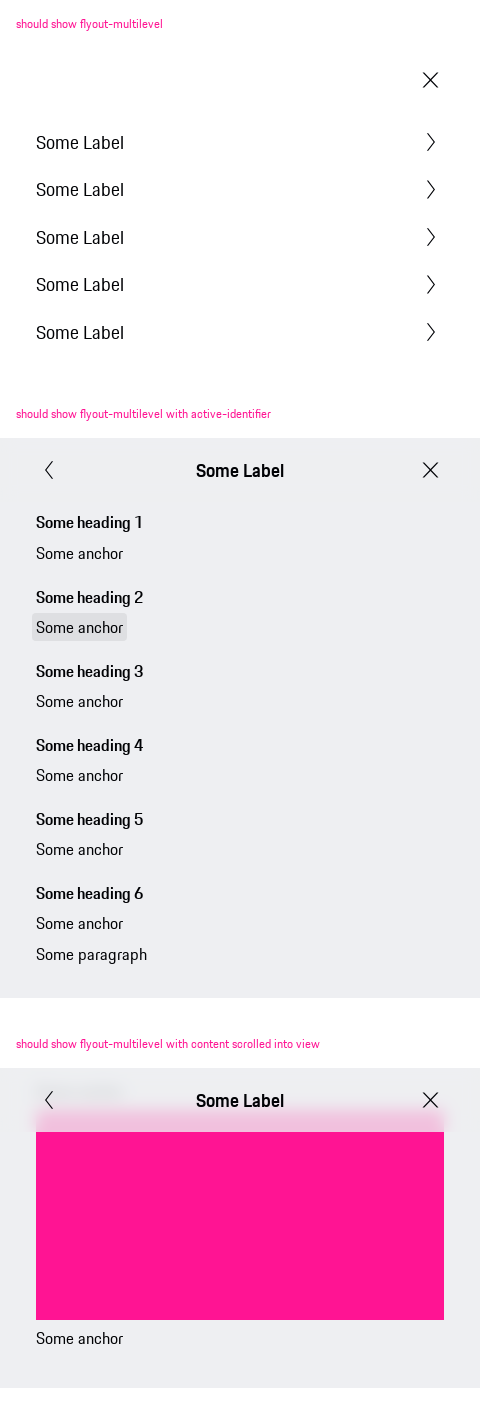 should show flyout-multilevel
Some Label
Some Label
Some Label
Some Label
Some Label
should show flyout-multilevel with active-identifier
Some Label
Some heading 1
Some anchor
Some heading 2
Some anchor
Some heading 3
Some anchor
Some heading 4
Some anchor
Some heading 5
Some anchor
Some heading 6
Some anchor
Some paragraph
should show flyout-multilevel with content scrolled into view
Some Label
Some anchor